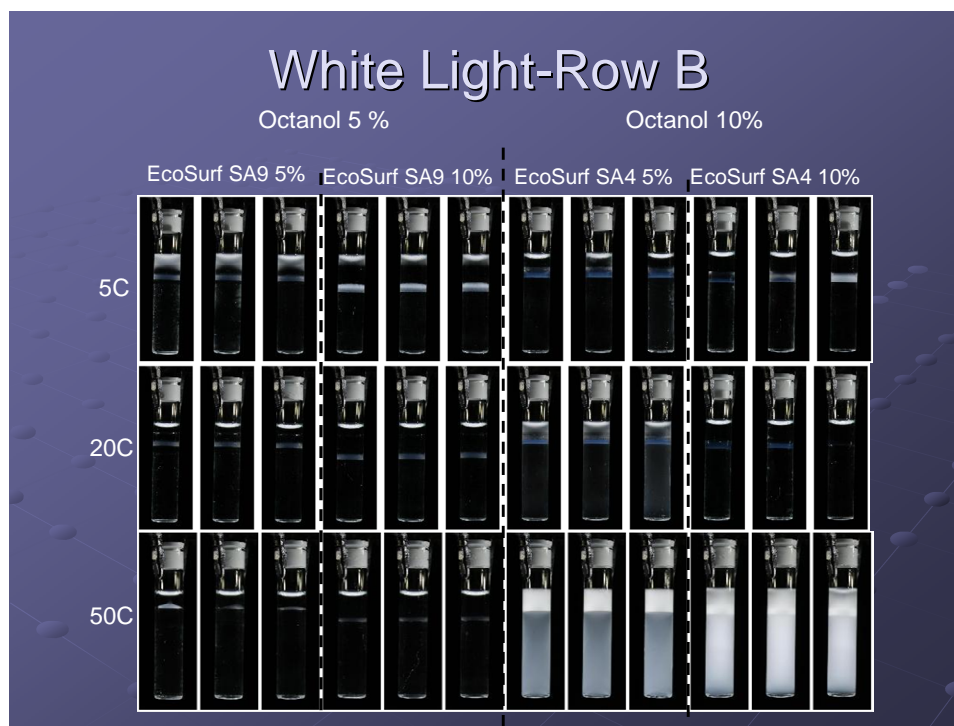 White Light-Row B
Octanol 5 %
Octanol 10%
EcoSurf SA9 5%
EcoSurf SA9 10%
EcoSurf SA4 5%
EcoSurf SA4 10%
5C
20C
50C